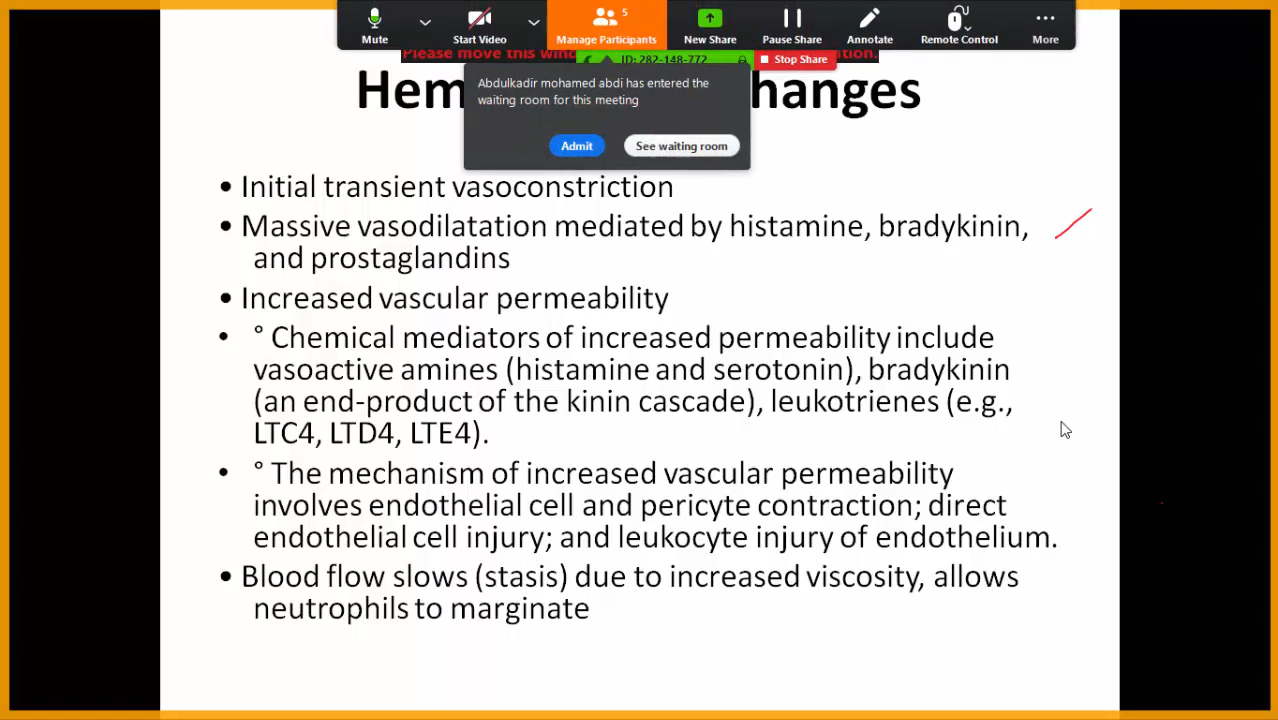 5
Mute
Start Video
Manage Participants
New Share
Pause Share
Annotate
Remote Control
More
Please move this wind
ID: 282-148-772
Stop Share
Abdulkadir mohamed abdi has entered the
waiting room for this meeting
Admit
See waiting room
• Initial transient vasoconstriction
• Massive vasodilatation mediated by histamine, bradykinin,
and prostaglandins
• Increased vascular permeability
• ° Chemical mediators of increased permeability include
vasoactive amines (histamine and serotonin), bradykinin
(an end-product of the kinin cascade), leukotrienes (e.g.,
LTC4, LTD4, LTE4).
• ° The mechanism of increased vascular permeability
involves endothelial cell and pericyte contraction; direct
endothelial cell injury; and leukocyte injury of endothelium.
• Blood flow slows (stasis) due to increased viscosity, allows
neutrophils to marginate